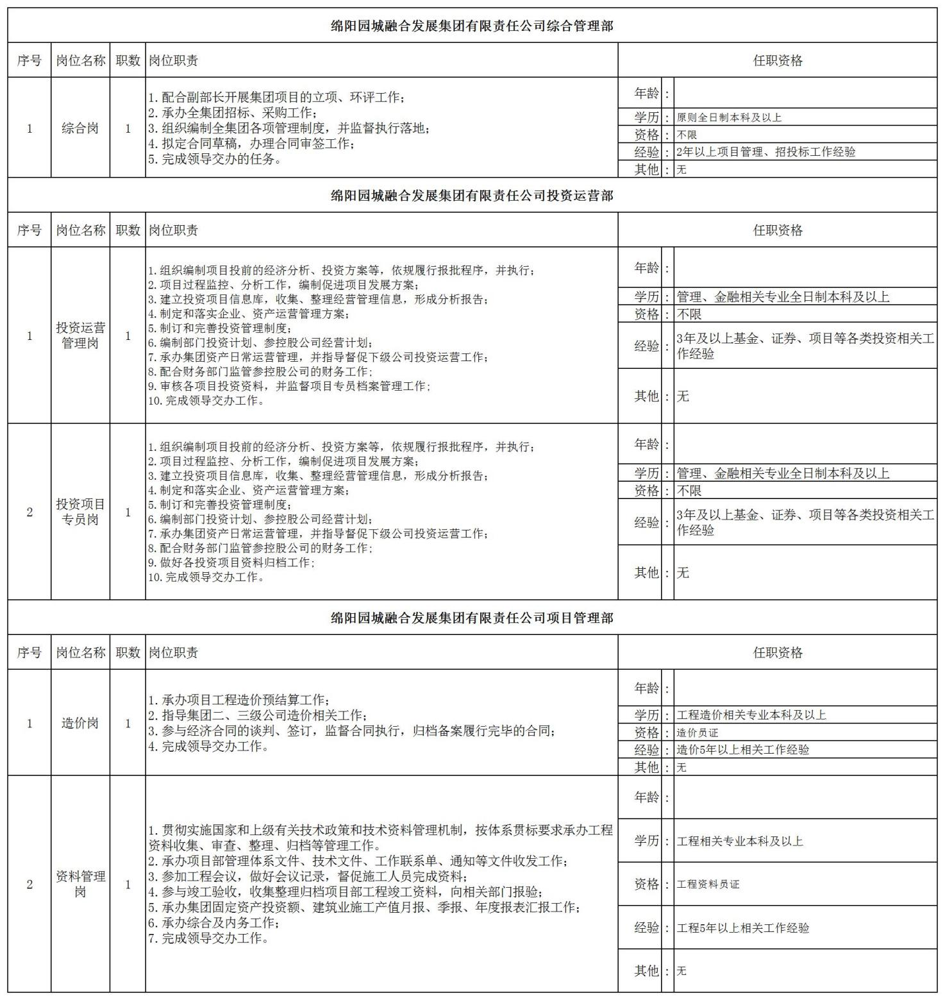 绵阳园城融合发展集团有限责任公司综合管理部
序号 岗位名称 职数 岗位职责 任职资格
1 综合岗 1
1.配合副部长开展集团项目的立项、环评工作；
2.承办全集团招标、采购工作；
3.组织编制全集团各项管理制度，并监督执行落地；
4.拟定合同草稿，办理合同审签工作；
5.完成领导交办的任务。
年龄：
学历：原则全日制本科及以上
资格：不限
经验：2年以上项目管理、招投标工作经验
其他：无
绵阳园城融合发展集团有限责任公司投资运营部
序号 岗位名称 职数 岗位职责 任职资格
1 投资运营
管理岗 1
1.组织编制项目投前的经济分析、投资方案等，依规履行报批程序，并执行；
2.项目过程监控、分析工作，编制促进项目发展方案；
3.建立投资项目信息库，收集、整理经营管理信息，形成分析报告；
4.制定和落实企业、资产运营管理方案；
5.制订和完善投资管理制度；
6.编制部门投资计划、参控股公司经营计划；
7.承办集团资产日常运营管理，并指导督促下级公司投资运营工作；
8.配合财务部门监管参控股公司的财务工作；
9.审核各项目投资资料，并监督项目专员档案管理工作；
10.完成领导交办工作。
年龄：
学历：管理、金融相关专业全日制本科及以上
资格：不限
经验：3年及以上基金、证券、项目等各类投资相关工
作经验
其他：无
2 投资项目
专员岗 1
1.组织编制项目投前的经济分析、投资方案等，依规履行报批程序，并执行；
2.项目过程监控、分析工作，编制促进项目发展方案；
3.建立投资项目信息库，收集、整理经营管理信息，形成分析报告；
4.制定和落实企业、资产运营管理方案；
5.制订和完善投资管理制度；
6.编制部门投资计划、参控股公司经营计划；
7.承办集团资产日常运营管理，并指导督促下级公司投资运营工作；
8.配合财务部门监管参控股公司的财务工作；
9.做好各投资项目资料归档工作；
10.完成领导交办工作。
年龄：
学历：管理、金融相关专业全日制本科及以上
资格：不限
经验：3年及以上基金、证券、项目等各类投资相关工
作经验
其他：无
绵阳园城融合发展集团有限责任公司项目管理部
序号 岗位名称 职数 岗位职责 任职资格
1 造价岗 1
1.承办项目工程造价预结算工作；
2.指导集团二、三级公司造价相关工作；
3.参与经济合同的谈判、签订，监督合同执行，归档备案履行完毕的合同；
4.完成领导交办工作。
年龄：
学历：工程造价相关专业本科及以上
资格：造价员证
经验：造价5年以上相关工作经验
其他：无
2 资料管理
岗 1
1.贯彻实施国家和上级有关技术政策和技术资料管理机制，按体系贯标要求承办工程
资料收集、审查、整理、归档等管理工作。
2.承办项目部管理体系文件、技术文件、工作联系单、通知等文件收发工作；
3.参加工程会议，做好会议记录，督促施工人员完成资料；
4.参与竣工验收，收集整理归档项目部工程竣工资料，向相关部门报验；
5.承办集团固定资产投资额、建筑业施工产值月报、季报、年度报表汇报工作；
6.承办综合及内务工作；
7.完成领导交办工作。
年龄：
学历：工程相关专业本科及以上
资格：工程资料员证
经验：工程5年以上相关工作经验
其他：无